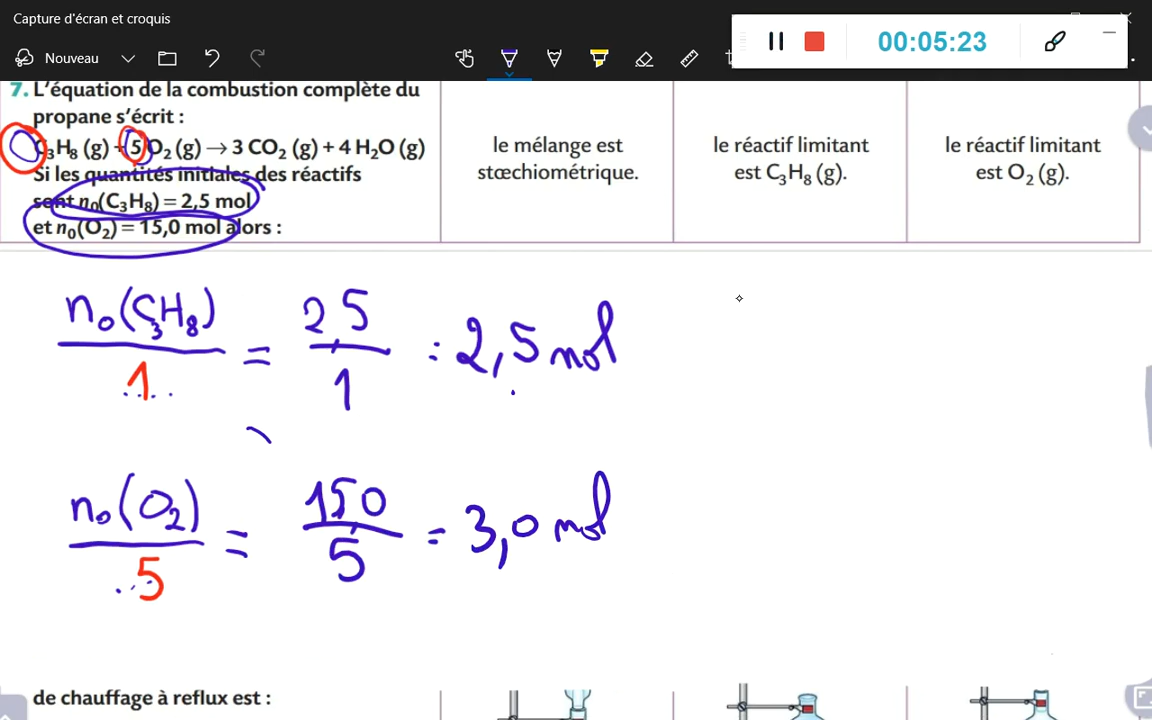 Capture d'écran et croquis
Nouveau
00:05:23
7. L'équation de la combustion complète du
propane s'écrit :
C₃H₈ (g) + 5 O₂ (g) → 3 CO₂ (g) + 4 H₂O (g)
Si les quantités initiales des réactifs
sont n₀(C₃H₈) = 2,5 mol
et n₀(O₂) = 15,0 mol alors :
le mélange est
stœchiométrique.
le réactif limitant
est C₃H₈ (g).
le réactif limitant
est O₂ (g).
n₀(C₃H₈)/1 = 2,5/1 = 2,5 mol
n₀(O₂)/5 = 15,0/5 = 3,0 mol
de chauffage à reflux est :